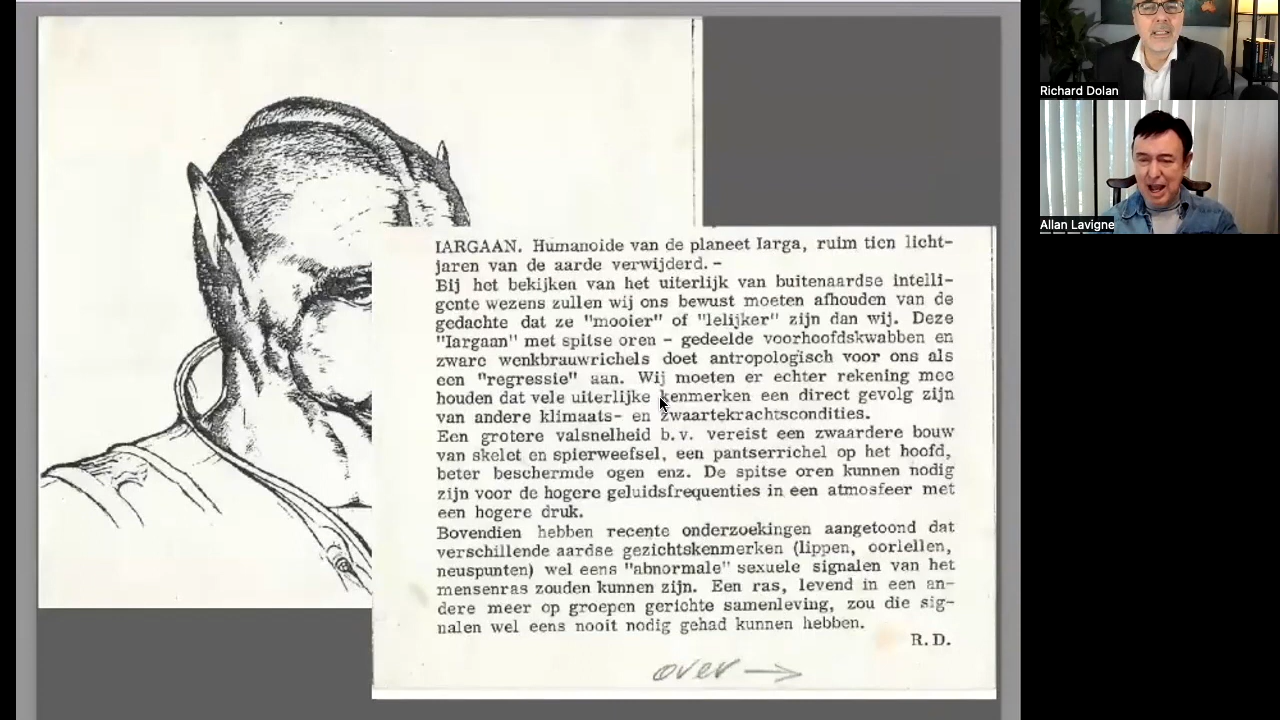 IARGAAN. Humanoide van de planeet Iarga, ruim tien licht-
jaren van de aarde verwijderd. -
Bij het bekijken van het uiterlijk van buitenaardse intelli-
gente wezens zullen wij ons bewust moeten afhouden van de
gedachte dat ze "mooier" of "lelijker" zijn dan wij. Deze
"Iargaan" met spitse oren - gedeelde voorhoofdskwabben en
zware wenkbrauwrichels doet antropologisch voor ons als
een "regressie" aan. Wij moeten er echter rekening mee
houden dat vele uiterlijke kenmerken een direct gevolg zijn
van andere klimaats- en zwaartekrachtscondities.
Een grotere valsnelheid b.v. vereist een zwaardere bouw
van skelet en spierweefsel, een pantserrichel op het hoofd,
beter beschermde ogen enz. De spitse oren kunnen nodig
zijn voor de hogere geluidsfrequenties in een atmosfeer met
een hogere druk.
Bovendien hebben recente onderzoekingen aangetoond dat
verschillende aardse gezichtskenmerken (lippen, oorlellen,
neuspunten) wel eens "abnormale" sexuele signalen van het
mensenras zouden kunnen zijn. Een ras, levend in een an-
dere meer op groepen gerichte samenleving, zou die sig-
nalen wel eens nooit nodig gehad kunnen hebben.
R.D.
over →
Richard Dolan
Allan Lavigne